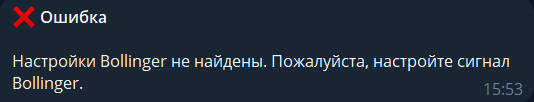 ❌ Ошибка
Настройки Bollinger не найдены. Пожалуйста, настройте сигнал
Bollinger.
15:53